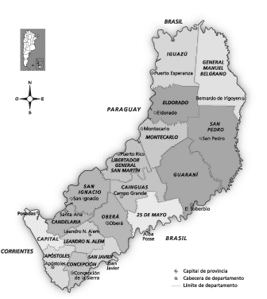 BRASIL
IGUAZÚ
Puerto Esperanza
GENERAL
MANUEL
BELGRANO
Bernardo de Irigoyen
N
O
E
S
PARAGUAY
ELDORADO
Eldorado
Montecarlo
MONTECARLO
SAN
PEDRO
San Pedro
Puerto Rico
LIBERTADOR
GENERAL
SAN MARTÍN
GUARANÍ
CAINGUAS
Campo Grande
SAN
IGNACIO
San Ignacio
El Soberbio
25 DE MAYO
Alba
Posse
BRASIL
OBERÁ
Oberá
Posadas
Santa Ana
CANDELARIA
CAPITAL
Leandro N. Alem
LEANDRO N. ALEM
CORRIENTES
SAN JAVIER
San
Javier
APÓSTOLES
Apóstoles
CONCEPCIÓN
Concepción
de la Sierra
Capital de provincia
Cabecera de departamento
Límite de departamento